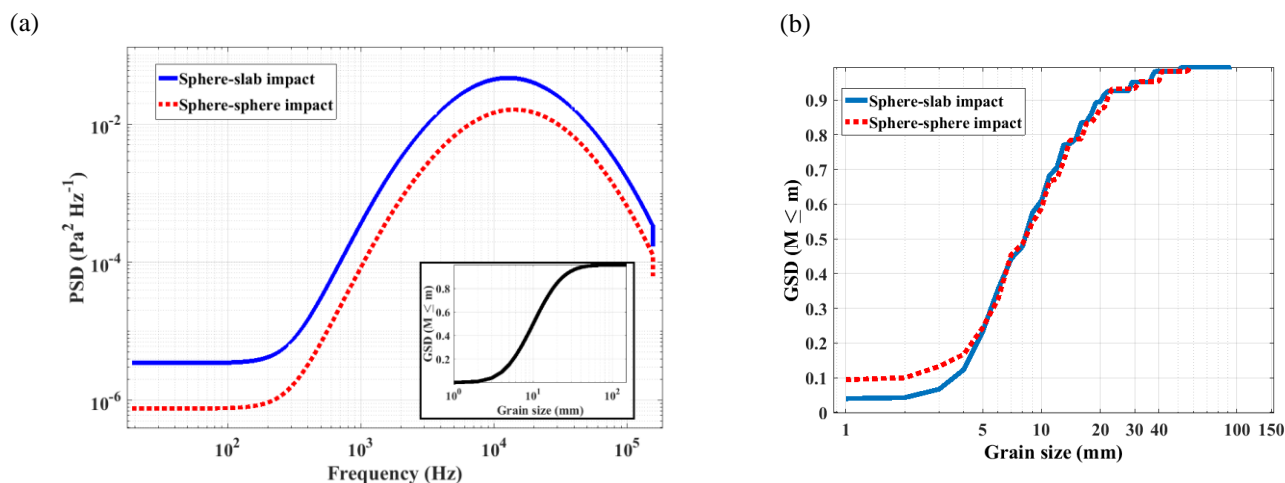 (a)
Sphere-slab impact
Sphere-sphere impact
PSD (Pa² Hz⁻¹)
10⁻²
10⁻⁴
10⁻⁶
10² 10³ 10⁴ 10⁵
Frequency (Hz)
GSD (M ≤ m)
0.8
0.6
0.4
0.2
10⁰ 10¹ 10²
Grain size (mm)
(b)
Sphere-slab impact
Sphere-sphere impact
GSD (M ≤ m)
0.9
0.8
0.7
0.6
0.5
0.4
0.3
0.2
0.1
0
1 5 10 20 30 40 100 150
Grain size (mm)